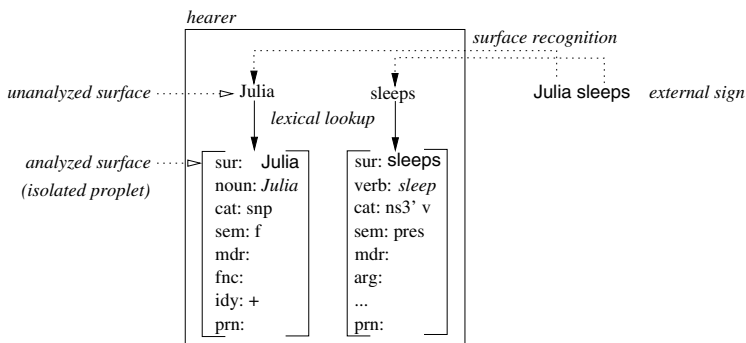 hearer
surface recognition
unanalyzed surface
Julia
sleeps
Julia sleeps
external sign
lexical lookup
analyzed surface
(isolated proplet)
sur: Julia
noun: Julia
cat: snp
sem: f
mdr:
fnc:
idy: +
prn:
sur: sleeps
verb: sleep
cat: ns3’ v
sem: pres
mdr:
arg:
...
prn: